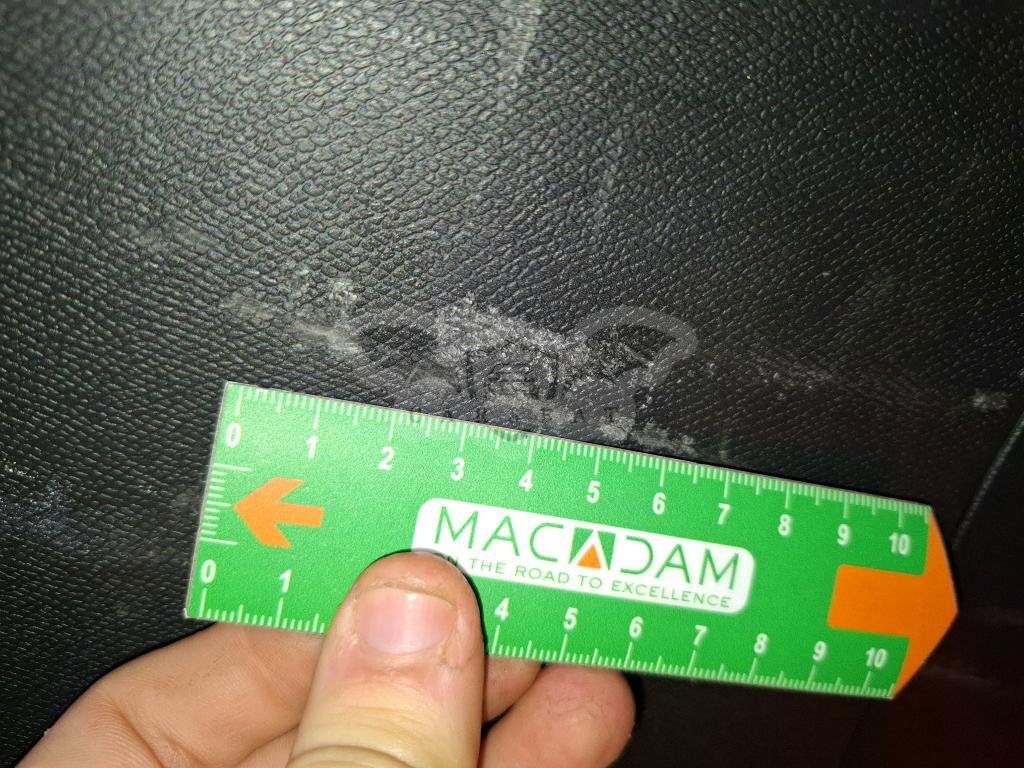 0 1 2 3 4 5 6 7 8 9 10
MACADAM
THE ROAD TO EXCELLENCE
0 1 4 5 6 7 8 9 10